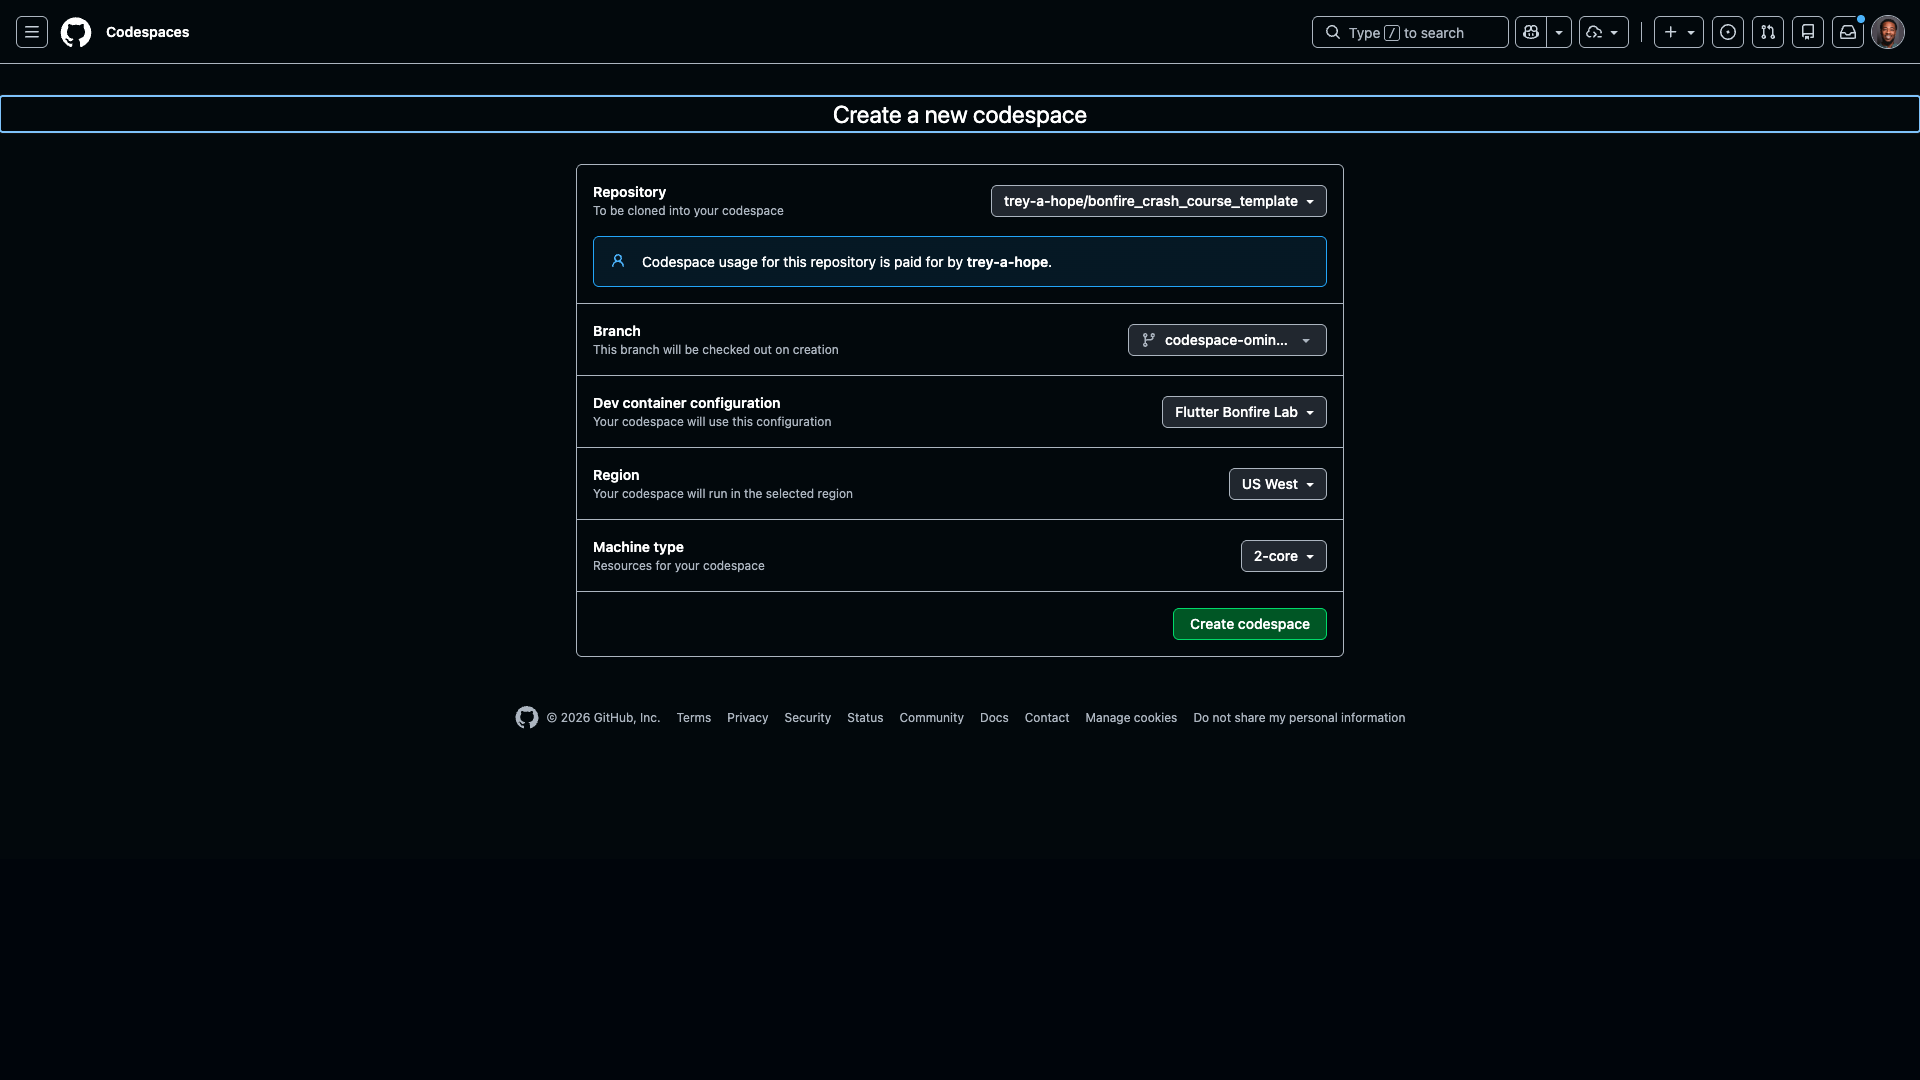 Codespaces
Type / to search
Create a new codespace
Repository
To be cloned into your codespace
trey-a-hope/bonfire_crash_course_template
Codespace usage for this repository is paid for by trey-a-hope.
Branch
This branch will be checked out on creation
codespace-omin...
Dev container configuration
Your codespace will use this configuration
Flutter Bonfire Lab
Region
Your codespace will run in the selected region
US West
Machine type
Resources for your codespace
2-core
Create codespace
© 2026 GitHub, Inc. Terms Privacy Security Status Community Docs Contact Manage cookies Do not share my personal information